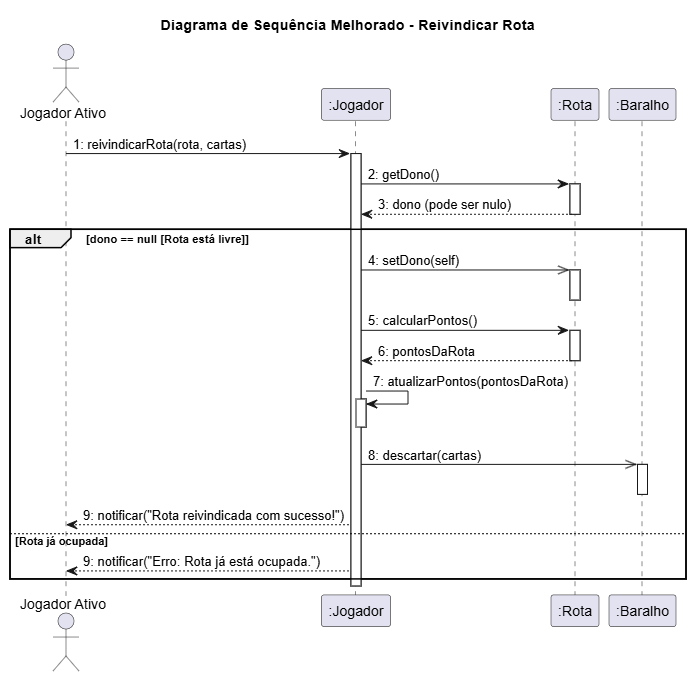 Diagrama de Sequência Melhorado - Reivindicar Rota
Jogador Ativo
:Jogador
:Rota
:Baralho
1: reivindicarRota(rota, cartas)
2: getDono()
3: dono (pode ser nulo)
alt
[dono == null [Rota está livre]]
4: setDono(self)
5: calcularPontos()
6: pontosDaRota
7: atualizarPontos(pontosDaRota)
8: descartar(cartas)
9: notificar("Rota reivindicada com sucesso!")
[Rota já ocupada]
9: notificar("Erro: Rota já está ocupada.")
Jogador Ativo
:Jogador
:Rota
:Baralho